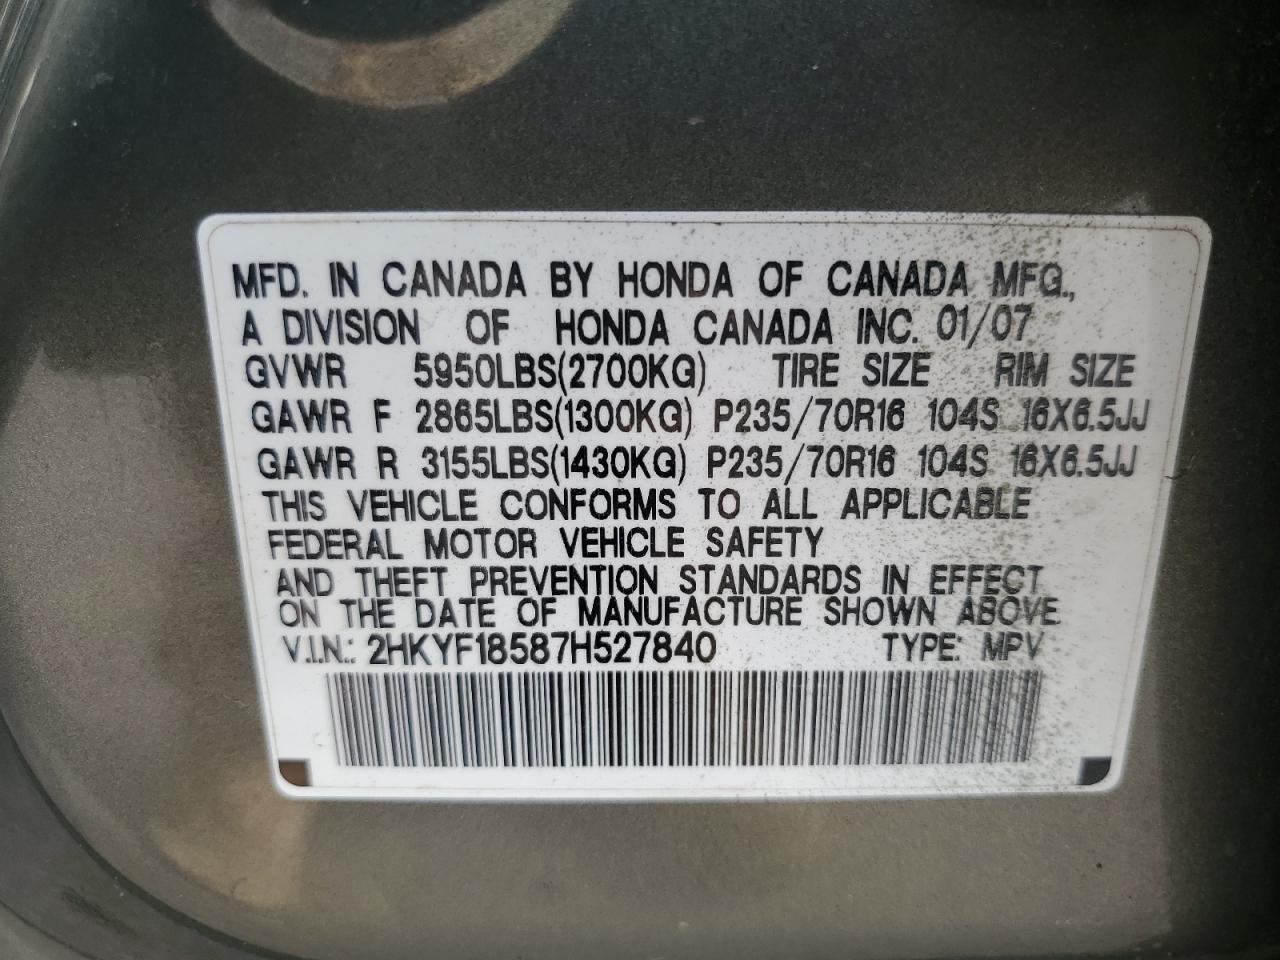 MFD. IN CANADA BY HONDA OF CANADA MFG.,
A DIVISION OF HONDA CANADA INC. 01/07
GVWR 5950LBS(2700KG) TIRE SIZE RIM SIZE
GAWR F 2865LBS(1300KG) P235/70R16 104S 16X6.5JJ
GAWR R 3155LBS(1430KG) P235/70R16 104S 16X6.5JJ
THIS VEHICLE CONFORMS TO ALL APPLICABLE
FEDERAL MOTOR VEHICLE SAFETY
AND THEFT PREVENTION STANDARDS IN EFFECT
ON THE DATE OF MANUFACTURE SHOWN ABOVE.
V.I.N.: 2HKYF18587H527840 TYPE: MPV